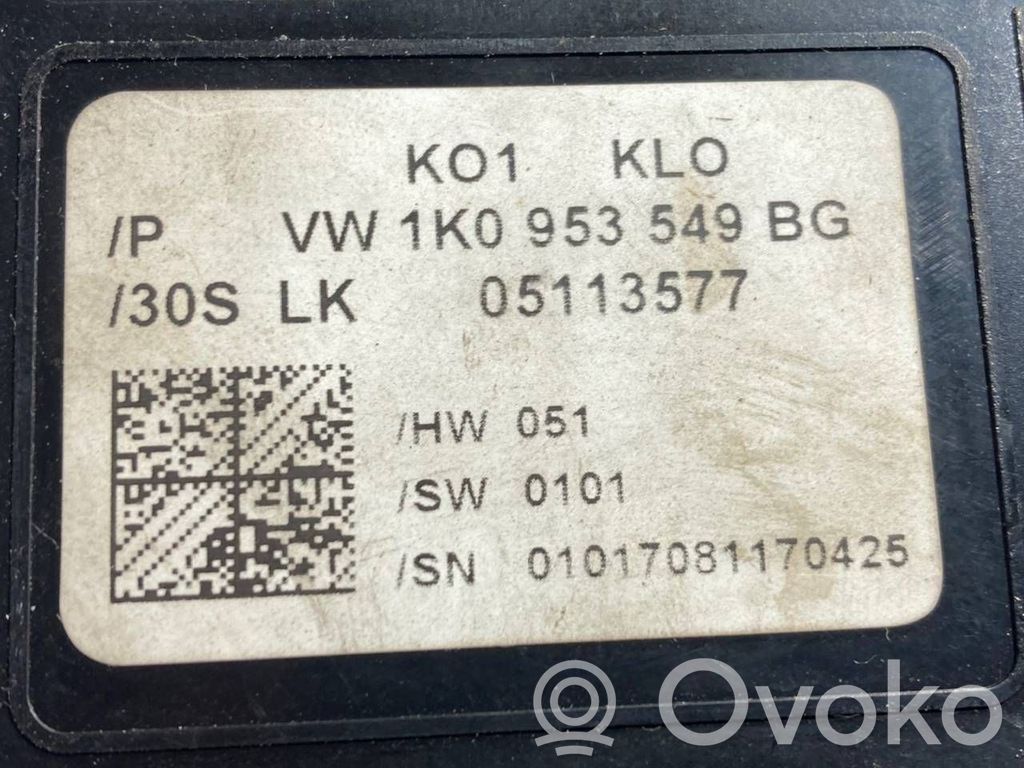 KO1 KLO
/P VW 1K0 953 549 BG
/30S LK 05113577
/HW 051
/SW 0101
/SN 01017081170425
Ovoko